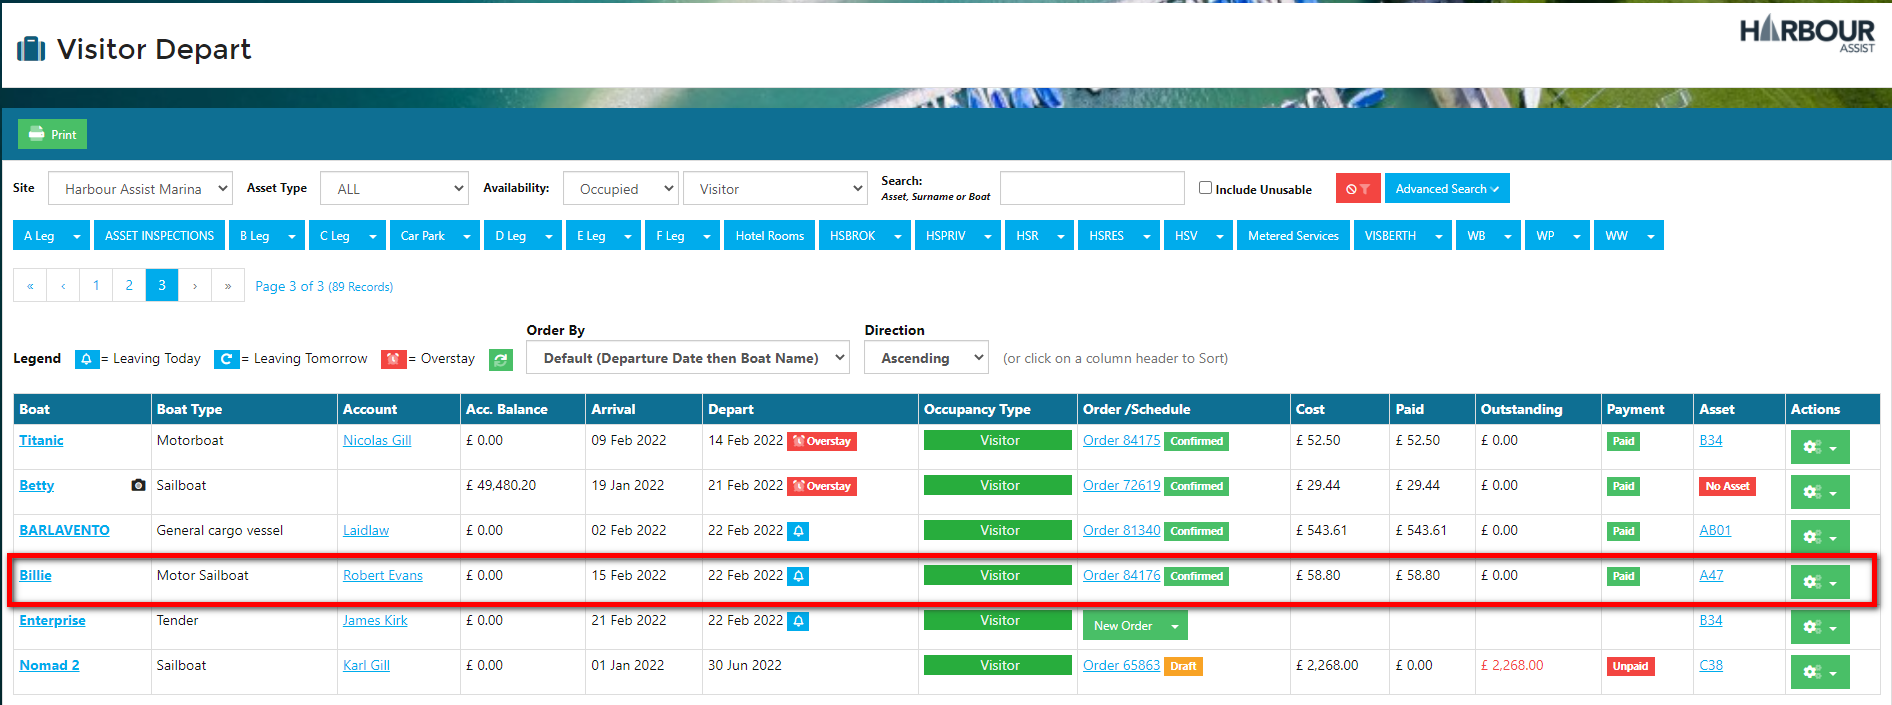 Visitor Depart
HARBOUR
ASSIST
Print
Site Harbour Assist Marina Asset Type ALL Availability: Occupied Visitor Search: Asset, Surname or Boat Include Unusable Advanced Search
A Leg ASSET INSPECTIONS B Leg C Leg Car Park D Leg E Leg F Leg Hotel Rooms HSBROK HSPRIV HSR HSRES HSV Metered Services VISBERTH WB WP WW
« ‹ 1 2 3 › » Page 3 of 3 (89 Records)
Order By Direction
Legend = Leaving Today = Leaving Tomorrow = Overstay Default (Departure Date then Boat Name) Ascending (or click on a column header to Sort)
Boat Boat Type Account Acc. Balance Arrival Depart Occupancy Type Order /Schedule Cost Paid Outstanding Payment Asset Actions
Titanic Motorboat Nicolas Gill £ 0.00 09 Feb 2022 14 Feb 2022 Overstay Visitor Order 84175 Confirmed £ 52.50 £ 52.50 £ 0.00 Paid B34
Betty Sailboat £ 49,480.20 19 Jan 2022 21 Feb 2022 Overstay Visitor Order 72619 Confirmed £ 29.44 £ 29.44 £ 0.00 Paid No Asset
BARLAVENTO General cargo vessel Laidlaw £ 0.00 02 Feb 2022 22 Feb 2022 Visitor Order 81340 Confirmed £ 543.61 £ 543.61 £ 0.00 Paid AB01
Billie Motor Sailboat Robert Evans £ 0.00 15 Feb 2022 22 Feb 2022 Visitor Order 84176 Confirmed £ 58.80 £ 58.80 £ 0.00 Paid A47
Enterprise Tender James Kirk £ 0.00 21 Feb 2022 22 Feb 2022 Visitor New Order B34
Nomad 2 Sailboat Karl Gill £ 0.00 01 Jan 2022 30 Jun 2022 Visitor Order 65863 Draft £ 2,268.00 £ 0.00 £ 2,268.00 Unpaid C38